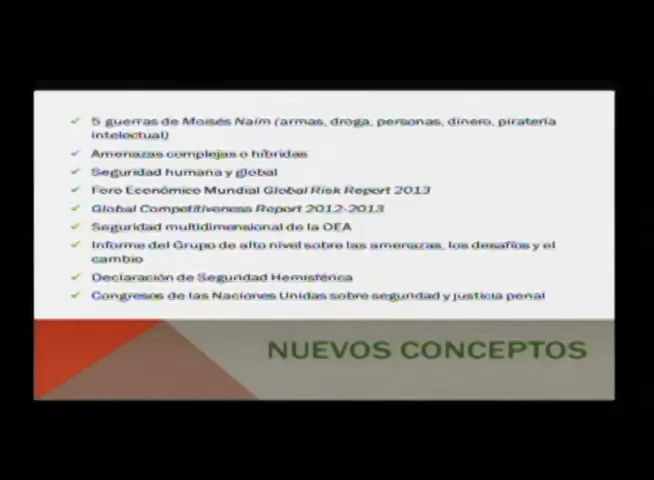 5 guerras de Moisés Naím (armas, droga, personas, dinero, piratería
intelectual)
Amenazas complejas o híbridas
Seguridad humana y global
Foro Económico Mundial Global Risk Report 2013
Global Competitiveness Report 2012-2013
Seguridad multidimensional de la OEA
Informe del Grupo de alto nivel sobre las amenazas, los desafíos y el
cambio
Declaración de Seguridad Hemisférica
Congresos de las Naciones Unidas sobre seguridad y justicia penal
NUEVOS CONCEPTOS